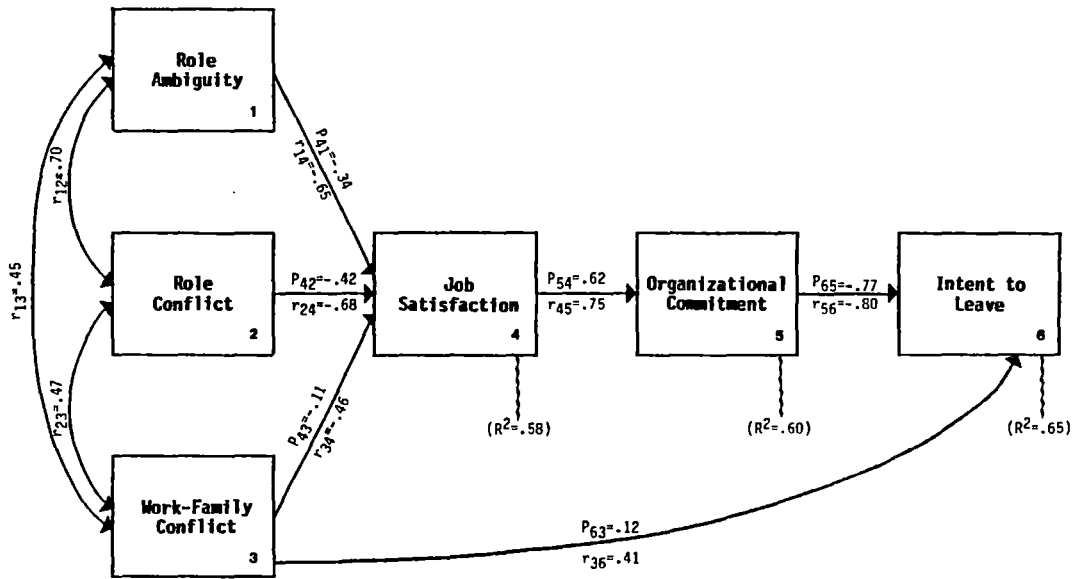 Role
Ambiguity
1
r13=.45
r12=.70
P41=-.34
r14=-.65
Role
Conflict
2
P42=-.42
r24=-.68
Job
Satisfaction
4
P54=.62
r45=.75
Organizational
Commitment
5
P65=-.77
r56=-.80
Intent to
Leave
6
r23=.47
P43=-.11
r34=-.46
(R²=.58)
(R²=.60)
(R²=.65)
Work-Family
Conflict
3
P63=.12
r36=.41